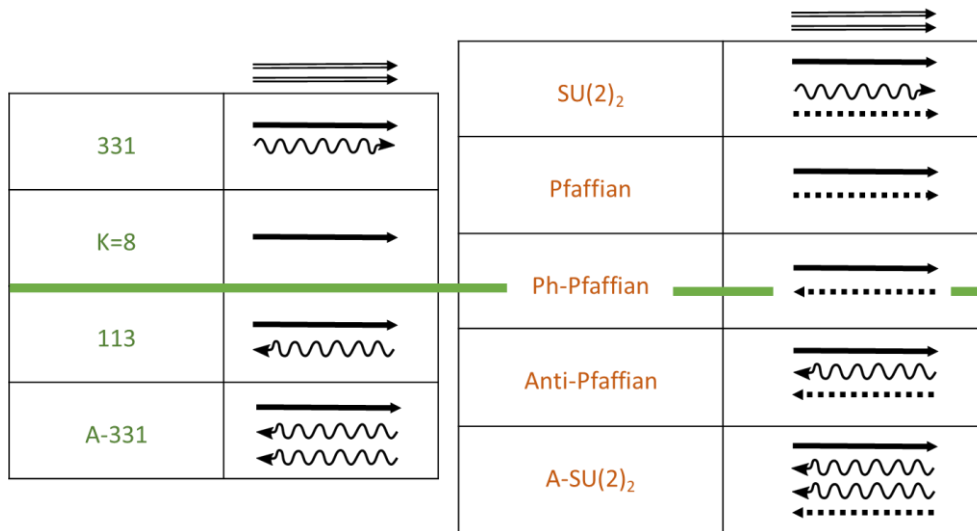 331
K=8
113
A-331
SU(2)₂
Pfaffian
Ph-Pfaffian
Anti-Pfaffian
A-SU(2)₂